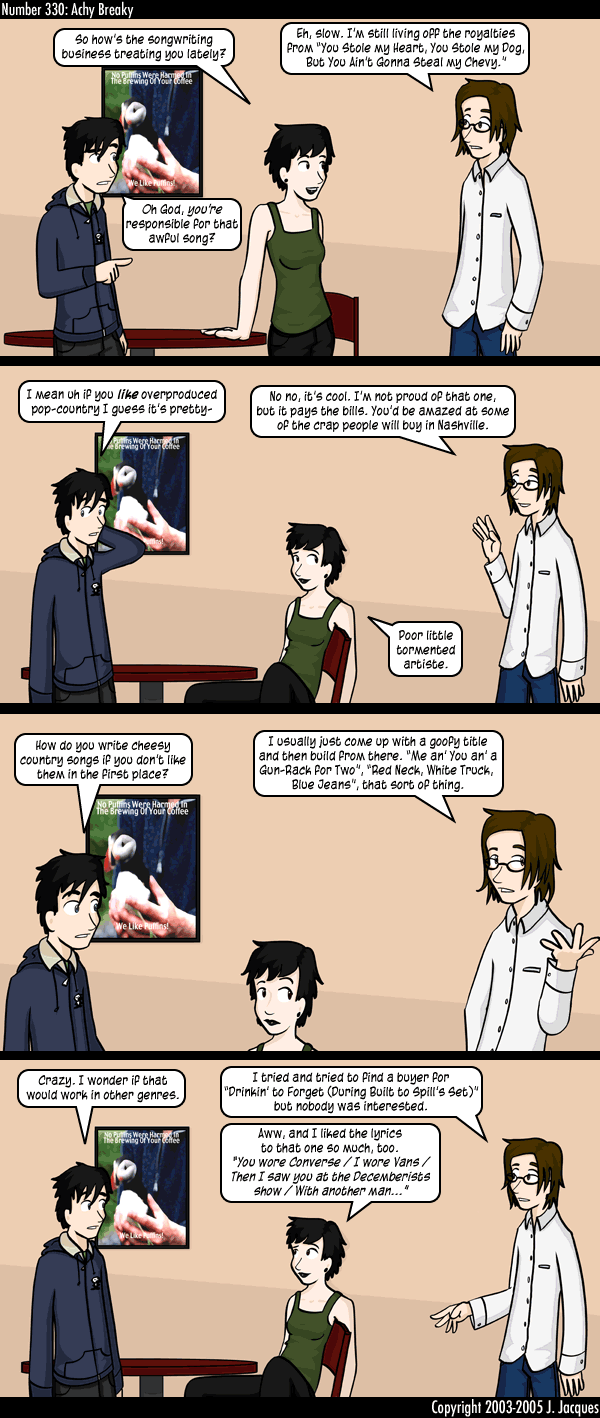 Number 330: Achy Breaky
So how's the songwriting
business treating you lately?
Eh, slow. I'm still living off the royalties
from "You Stole my Heart, You Stole my Dog,
But You Ain't Gonna Steal my Chevy."
No Puffins Were Harmed In
The Brewing Of Your Coffee
We Like Puffins!
Oh God, you're
responsible for that
awful song?
I mean uh if you like overproduced
pop-country I guess it's pretty-
No no, it's cool. I'm not proud of that one,
but it pays the bills. You'd be amazed at some
of the crap people will buy in Nashville.
No Puffins Were Harmed In
The Brewing Of Your Coffee
Puffins!
Poor little
tormented
artiste.
How do you write cheesy
country songs if you don't like
them in the first place?
I usually just come up with a goofy title
and then build from there. "Me an' You an' a
Gun-Rack for Two", "Red Neck, White Truck,
Blue Jeans", that sort of thing.
No Puffins Were Harmed In
The Brewing Of Your Coffee
We Like Puffins!
Crazy. I wonder if that
would work in other genres.
I tried and tried to find a buyer for
"Drinkin' to Forget (During Built to Spill's Set)"
but nobody was interested.
Aww, and I liked the lyrics
to that one so much, too.
"You wore Converse / I wore Vans /
Then I saw you at the Decemberists
show / With another man..."
No Puffins Were Harmed In
The Brewing Of Your Coffee
We Like Puffins!
Copyright 2003-2005 J. Jacques